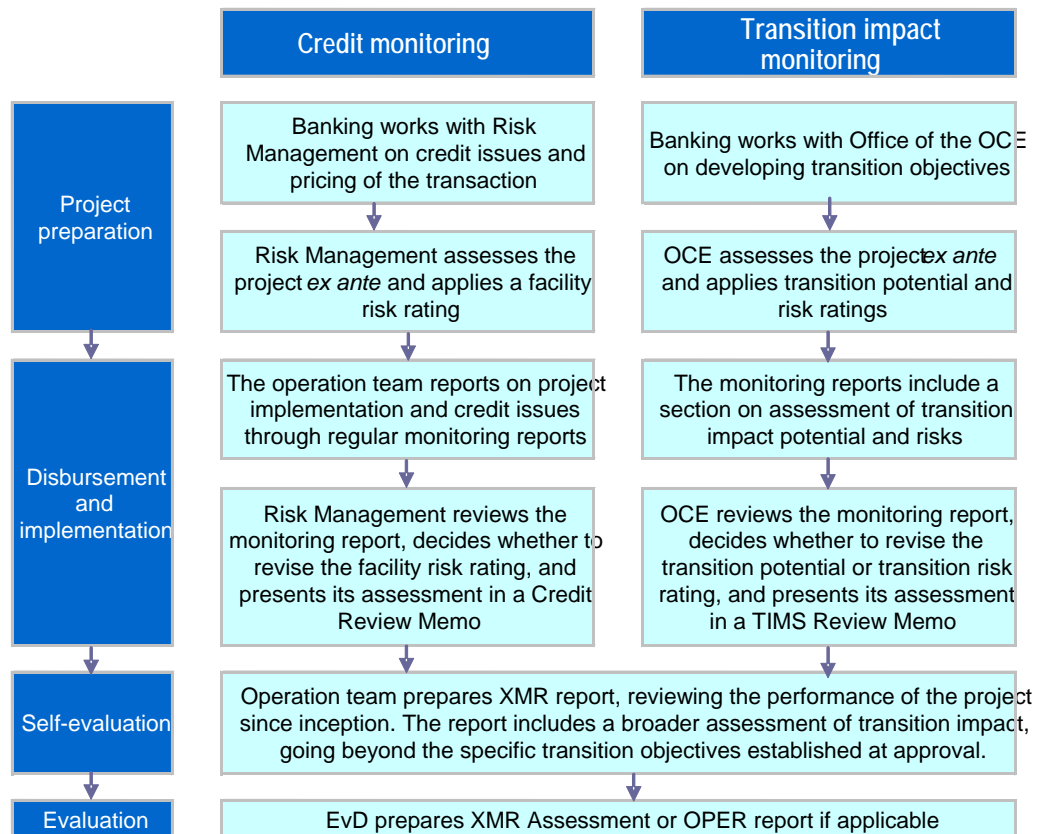 Credit monitoring
Transition impact
monitoring
Project
preparation
Banking works with Risk
Management on credit issues and
pricing of the transaction
Banking works with Office of the OCE
on developing transition objectives
Risk Management assesses the
project ex ante and applies a facility
risk rating
OCE assesses the project ex ante
and applies transition potential and
risk ratings
Disbursement
and
implementation
The operation team reports on project
implementation and credit issues
through regular monitoring reports
The monitoring reports include a
section on assessment of transition
impact potential and risks
Risk Management reviews the
monitoring report, decides whether to
revise the facility risk rating, and
presents its assessment in a Credit
Review Memo
OCE reviews the monitoring report,
decides whether to revise the
transition potential or transition risk
rating, and presents its assessment
in a TIMS Review Memo
Self-evaluation
Operation team prepares XMR report, reviewing the performance of the project
since inception. The report includes a broader assessment of transition impact,
going beyond the specific transition objectives established at approval.
Evaluation
EvD prepares XMR Assessment or OPER report if applicable